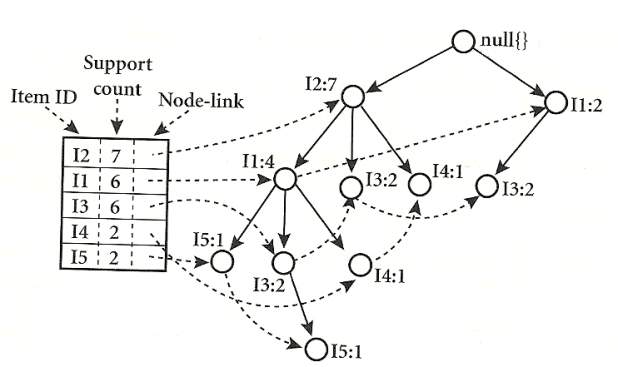 null{}
Support
count
I2:7
Item ID
Node-link
I1:2
I2 7
I1:4
I3:2
I4:1
I3:2
I1 6
I3 6
I4 2
I5:1
I5 2
I3:2
I4:1
I5:1